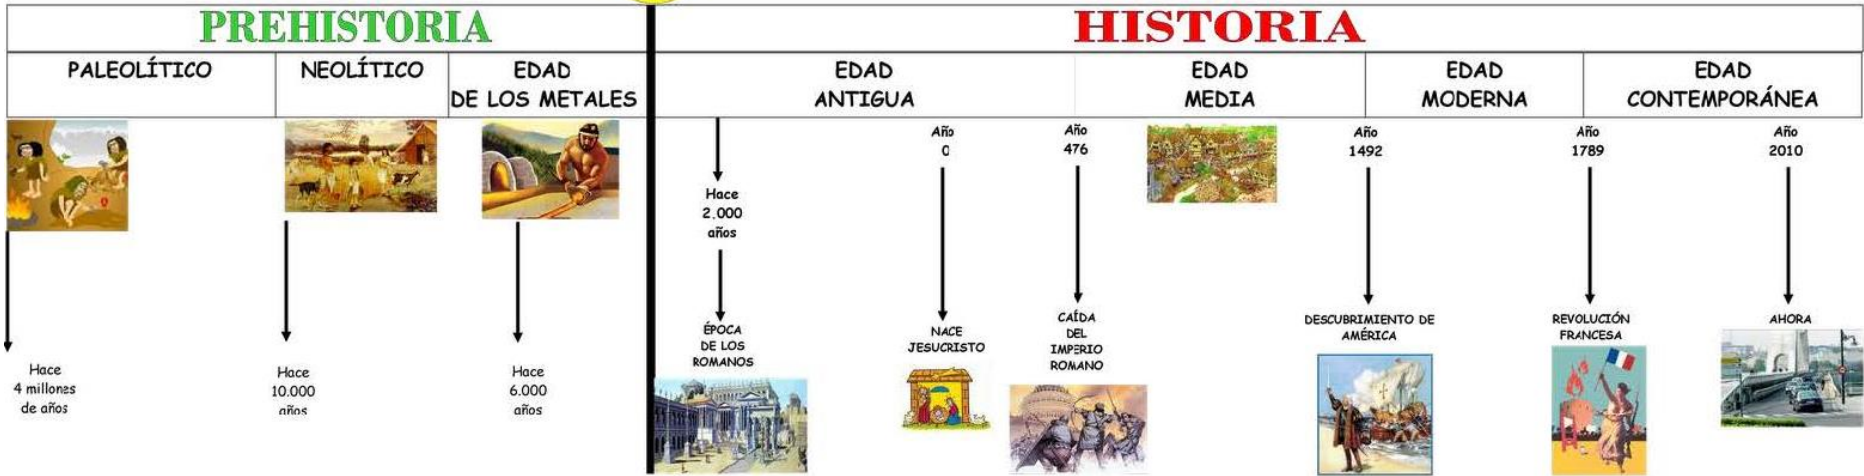 PREHISTORIA
HISTORIA
PALEOLÍTICO
NEOLÍTICO
EDAD
DE LOS METALES
EDAD
ANTIGUA
EDAD
MEDIA
EDAD
MODERNA
EDAD
CONTEMPORÁNEA
Hace
4 millones
de años
Hace
10.000
años
Hace
6.000
años
Hace
2.000
años
ÉPOCA
DE LOS
ROMANOS
Año
0
NACE
JESUCRISTO
Año
476
CAÍDA
DEL
IMPERIO
ROMANO
Año
1492
DESCUBRIMIENTO DE
AMÉRICA
Año
1789
REVOLUCIÓN
FRANCESA
Año
2010
AHORA